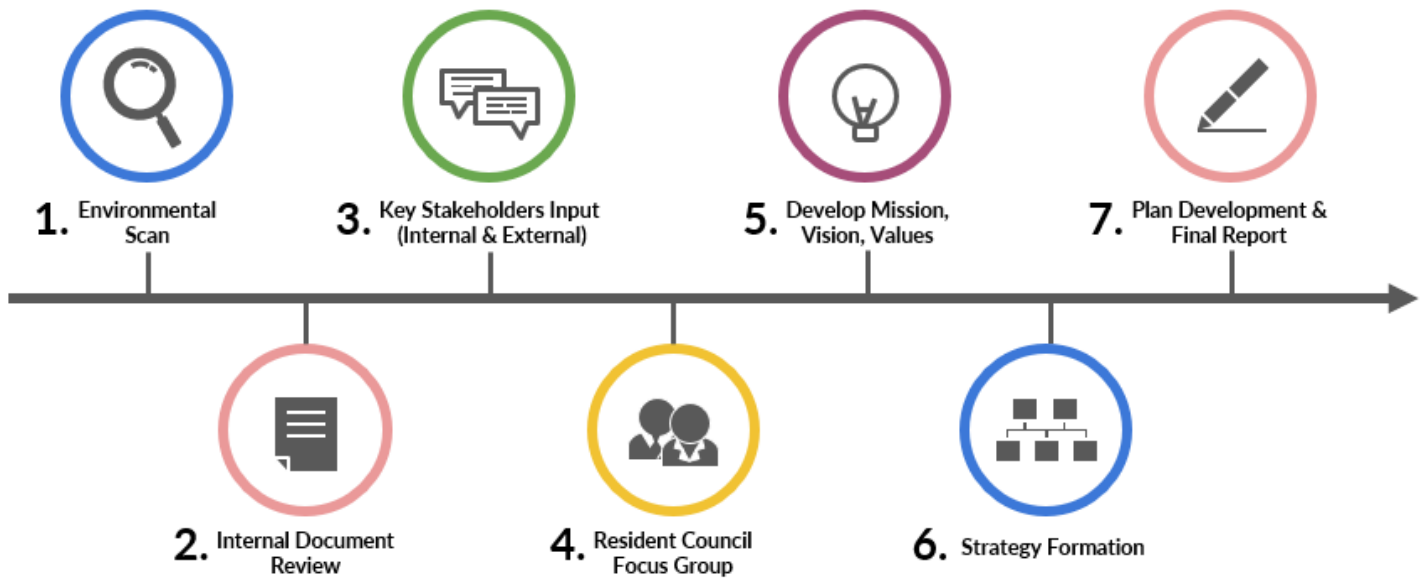 1. Environmental
Scan
2. Internal Document
Review
3. Key Stakeholders Input
(Internal & External)
4. Resident Council
Focus Group
5. Develop Mission,
Vision, Values
6. Strategy Formation
7. Plan Development &
Final Report